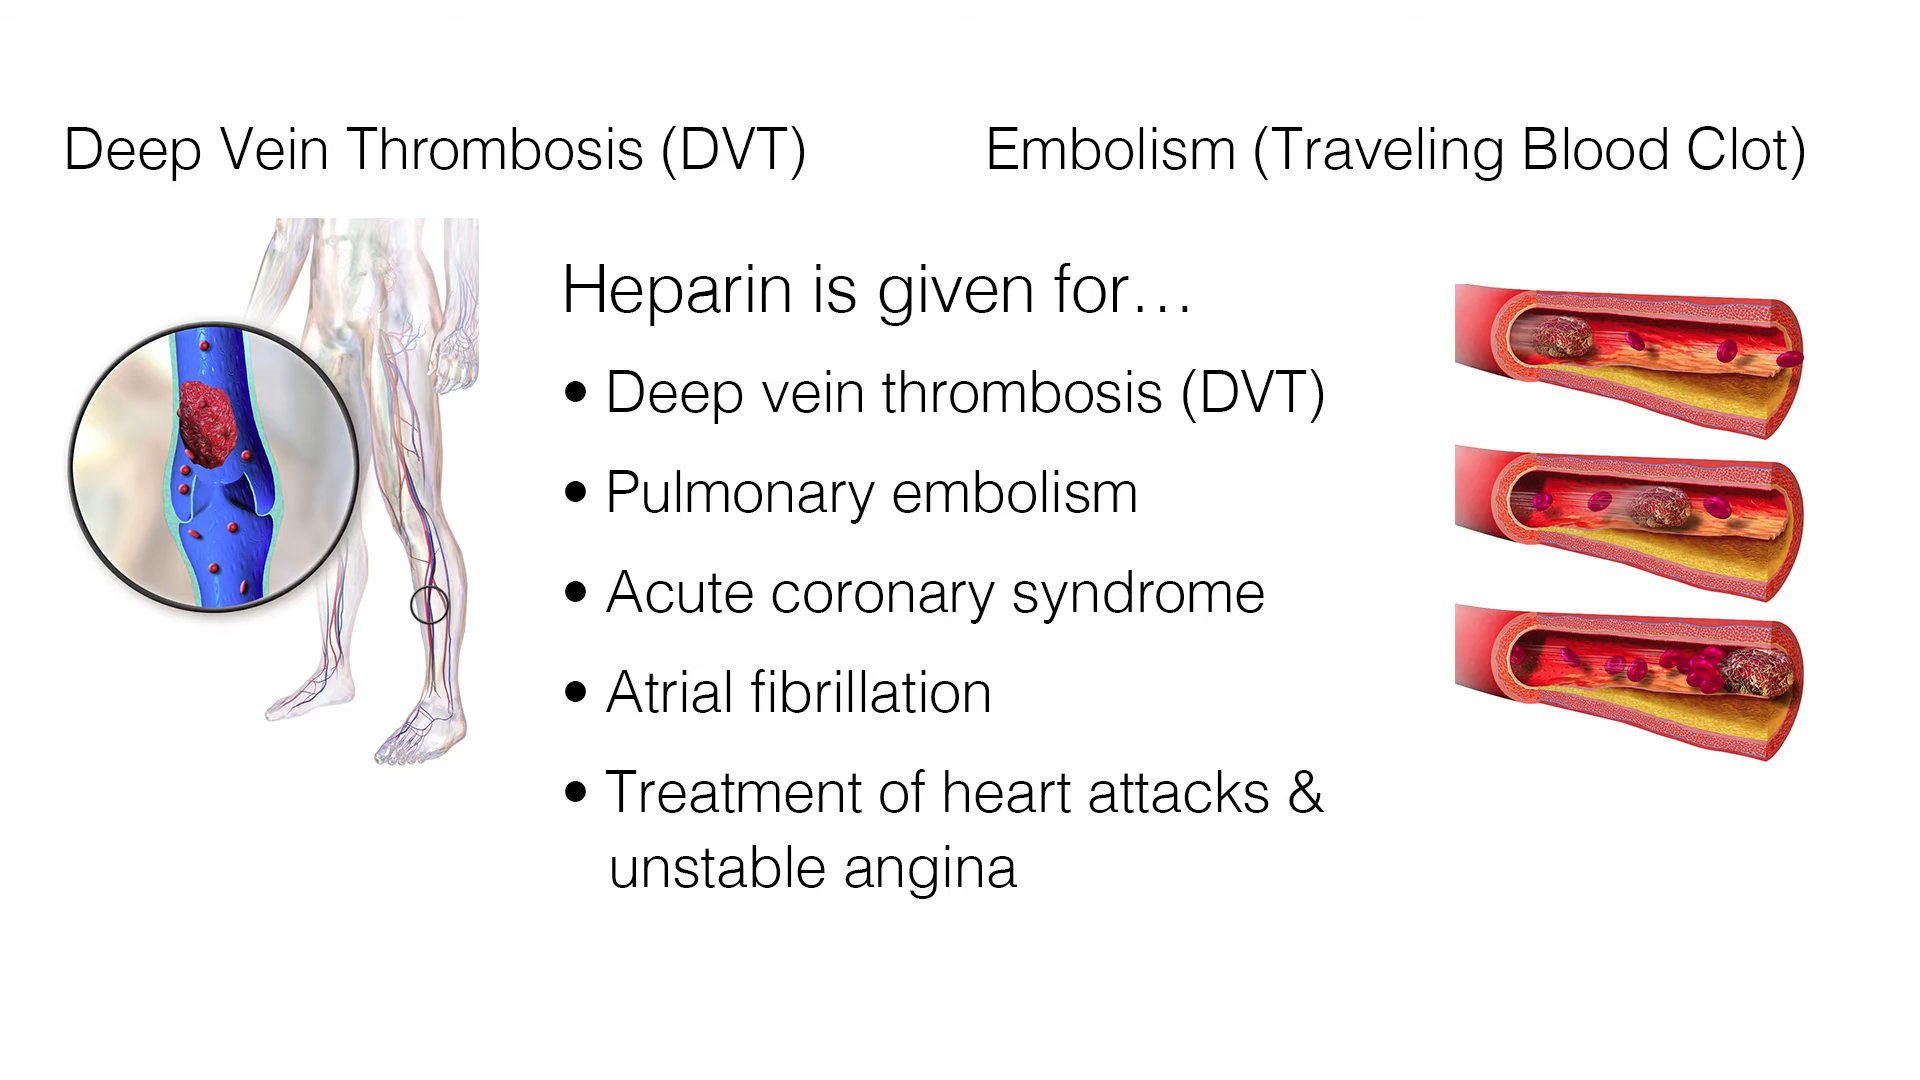 Deep Vein Thrombosis (DVT)
Embolism (Traveling Blood Clot)
Heparin is given for…
• Deep vein thrombosis (DVT)
• Pulmonary embolism
• Acute coronary syndrome
• Atrial fibrillation
• Treatment of heart attacks &
unstable angina